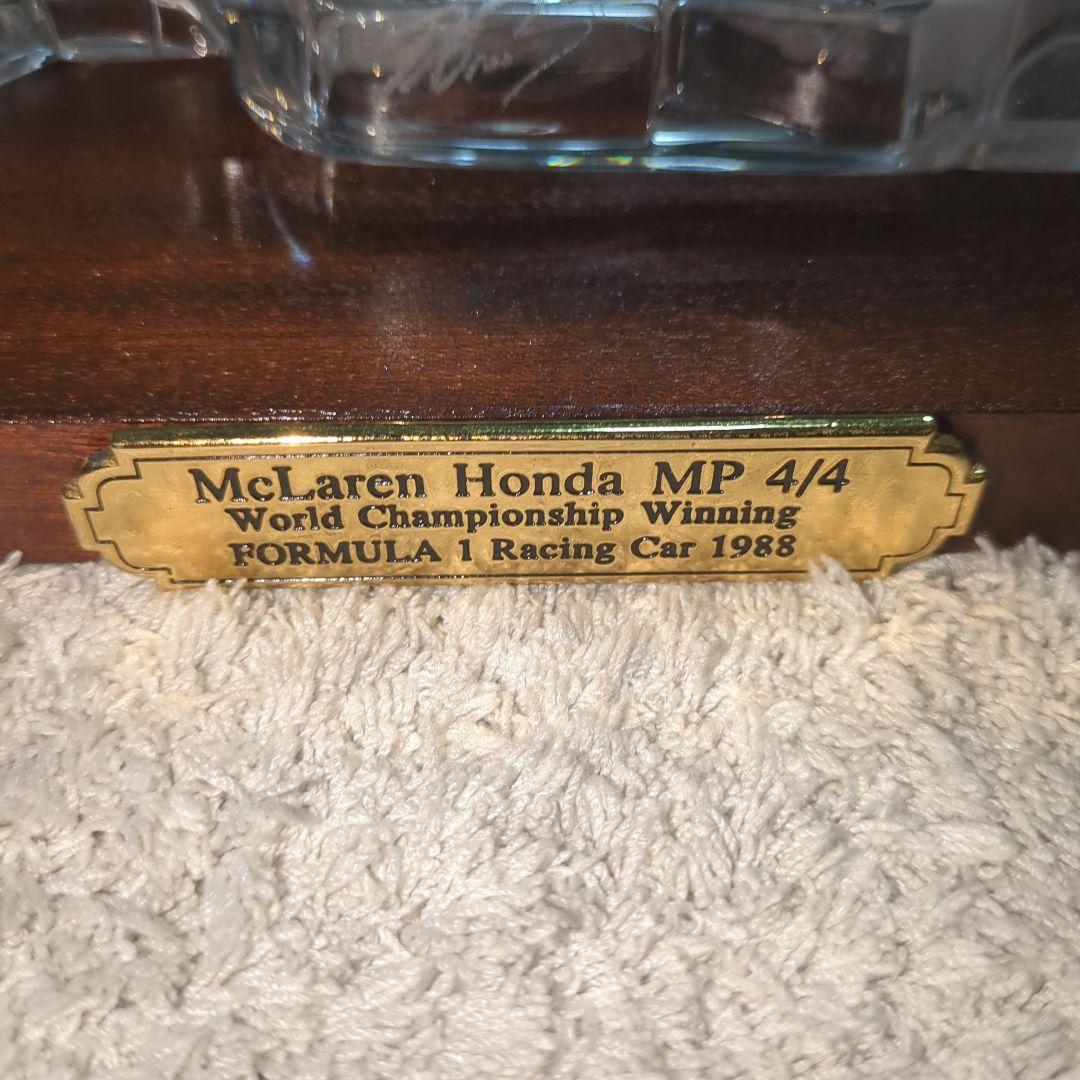 McLaren Honda MP 4/4
World Championship Winning
FORMULA 1 Racing Car 1988